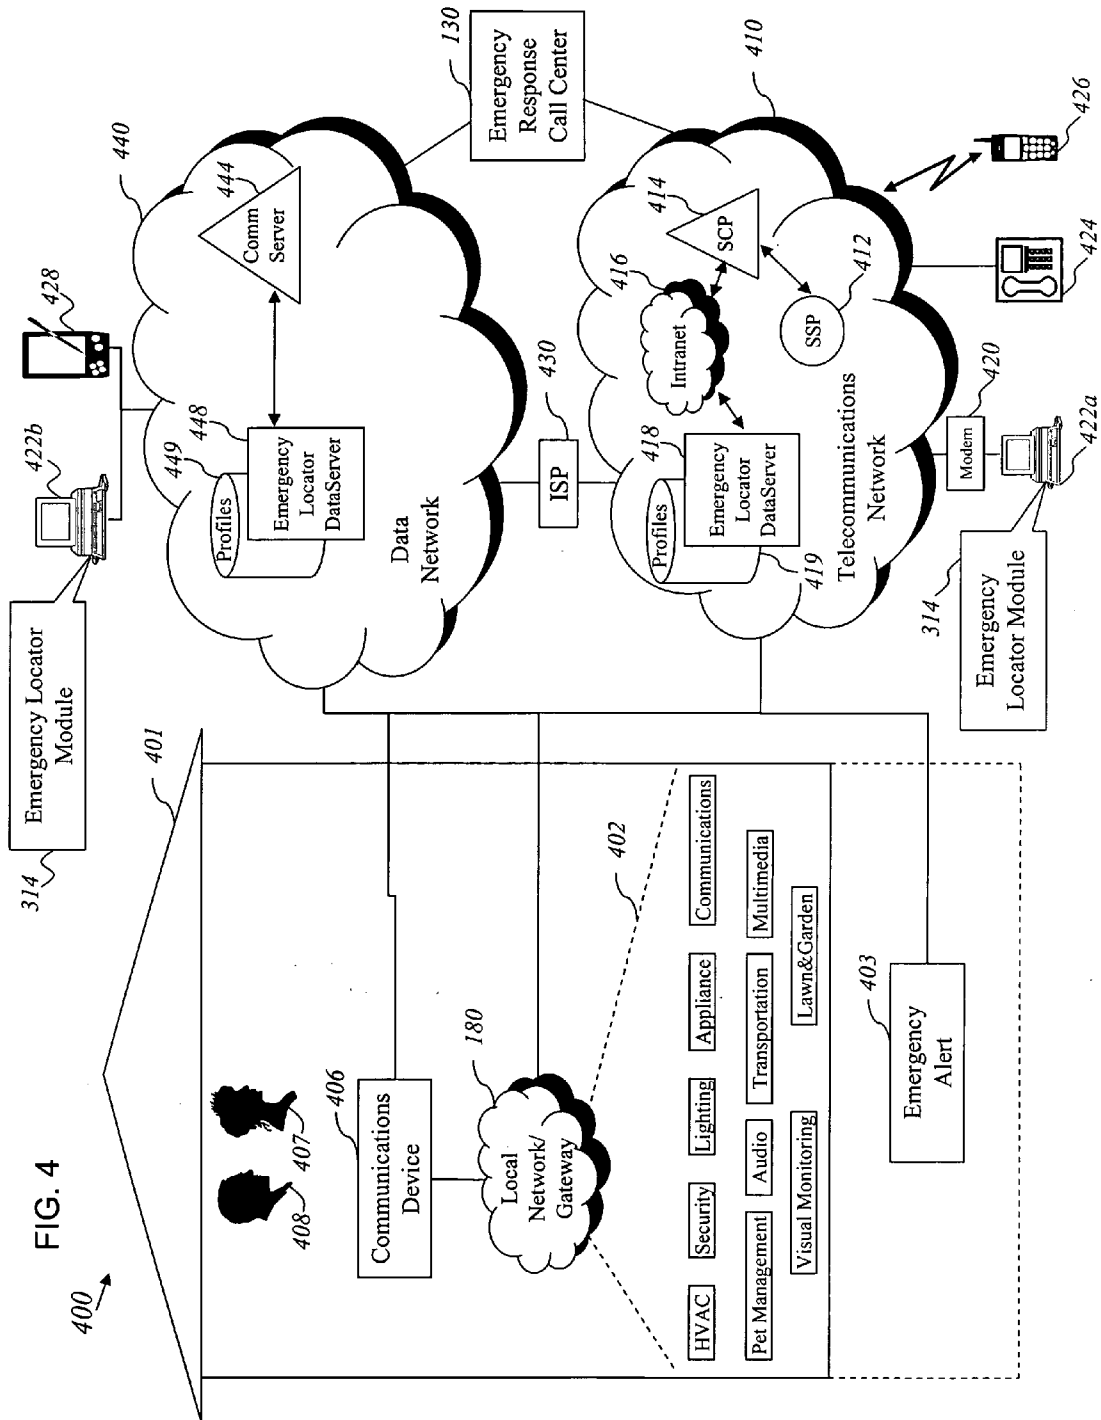 FIG. 4
400
401
314
Emergency Locator
Module
422b
428
440
444
Comm
Server
448
449
Profiles
Emergency
Locator
DataServer
Data
Network
130
Emergency
Response
Call Center
430
ISP
410
414
SCP
416
Intranet
412
SSP
418
Emergency
Locator
DataServer
Profiles
419
Telecommunications
Network
426
424
420
Modem
422a
314
Emergency
Locator Module
408
407
406
Communications
Device
180
Local
Network/
Gateway
402
HVAC
Security
Lighting
Appliance
Communications
Pet Management
Audio
Transportation
Multimedia
Visual Monitoring
Lawn&Garden
403
Emergency
Alert